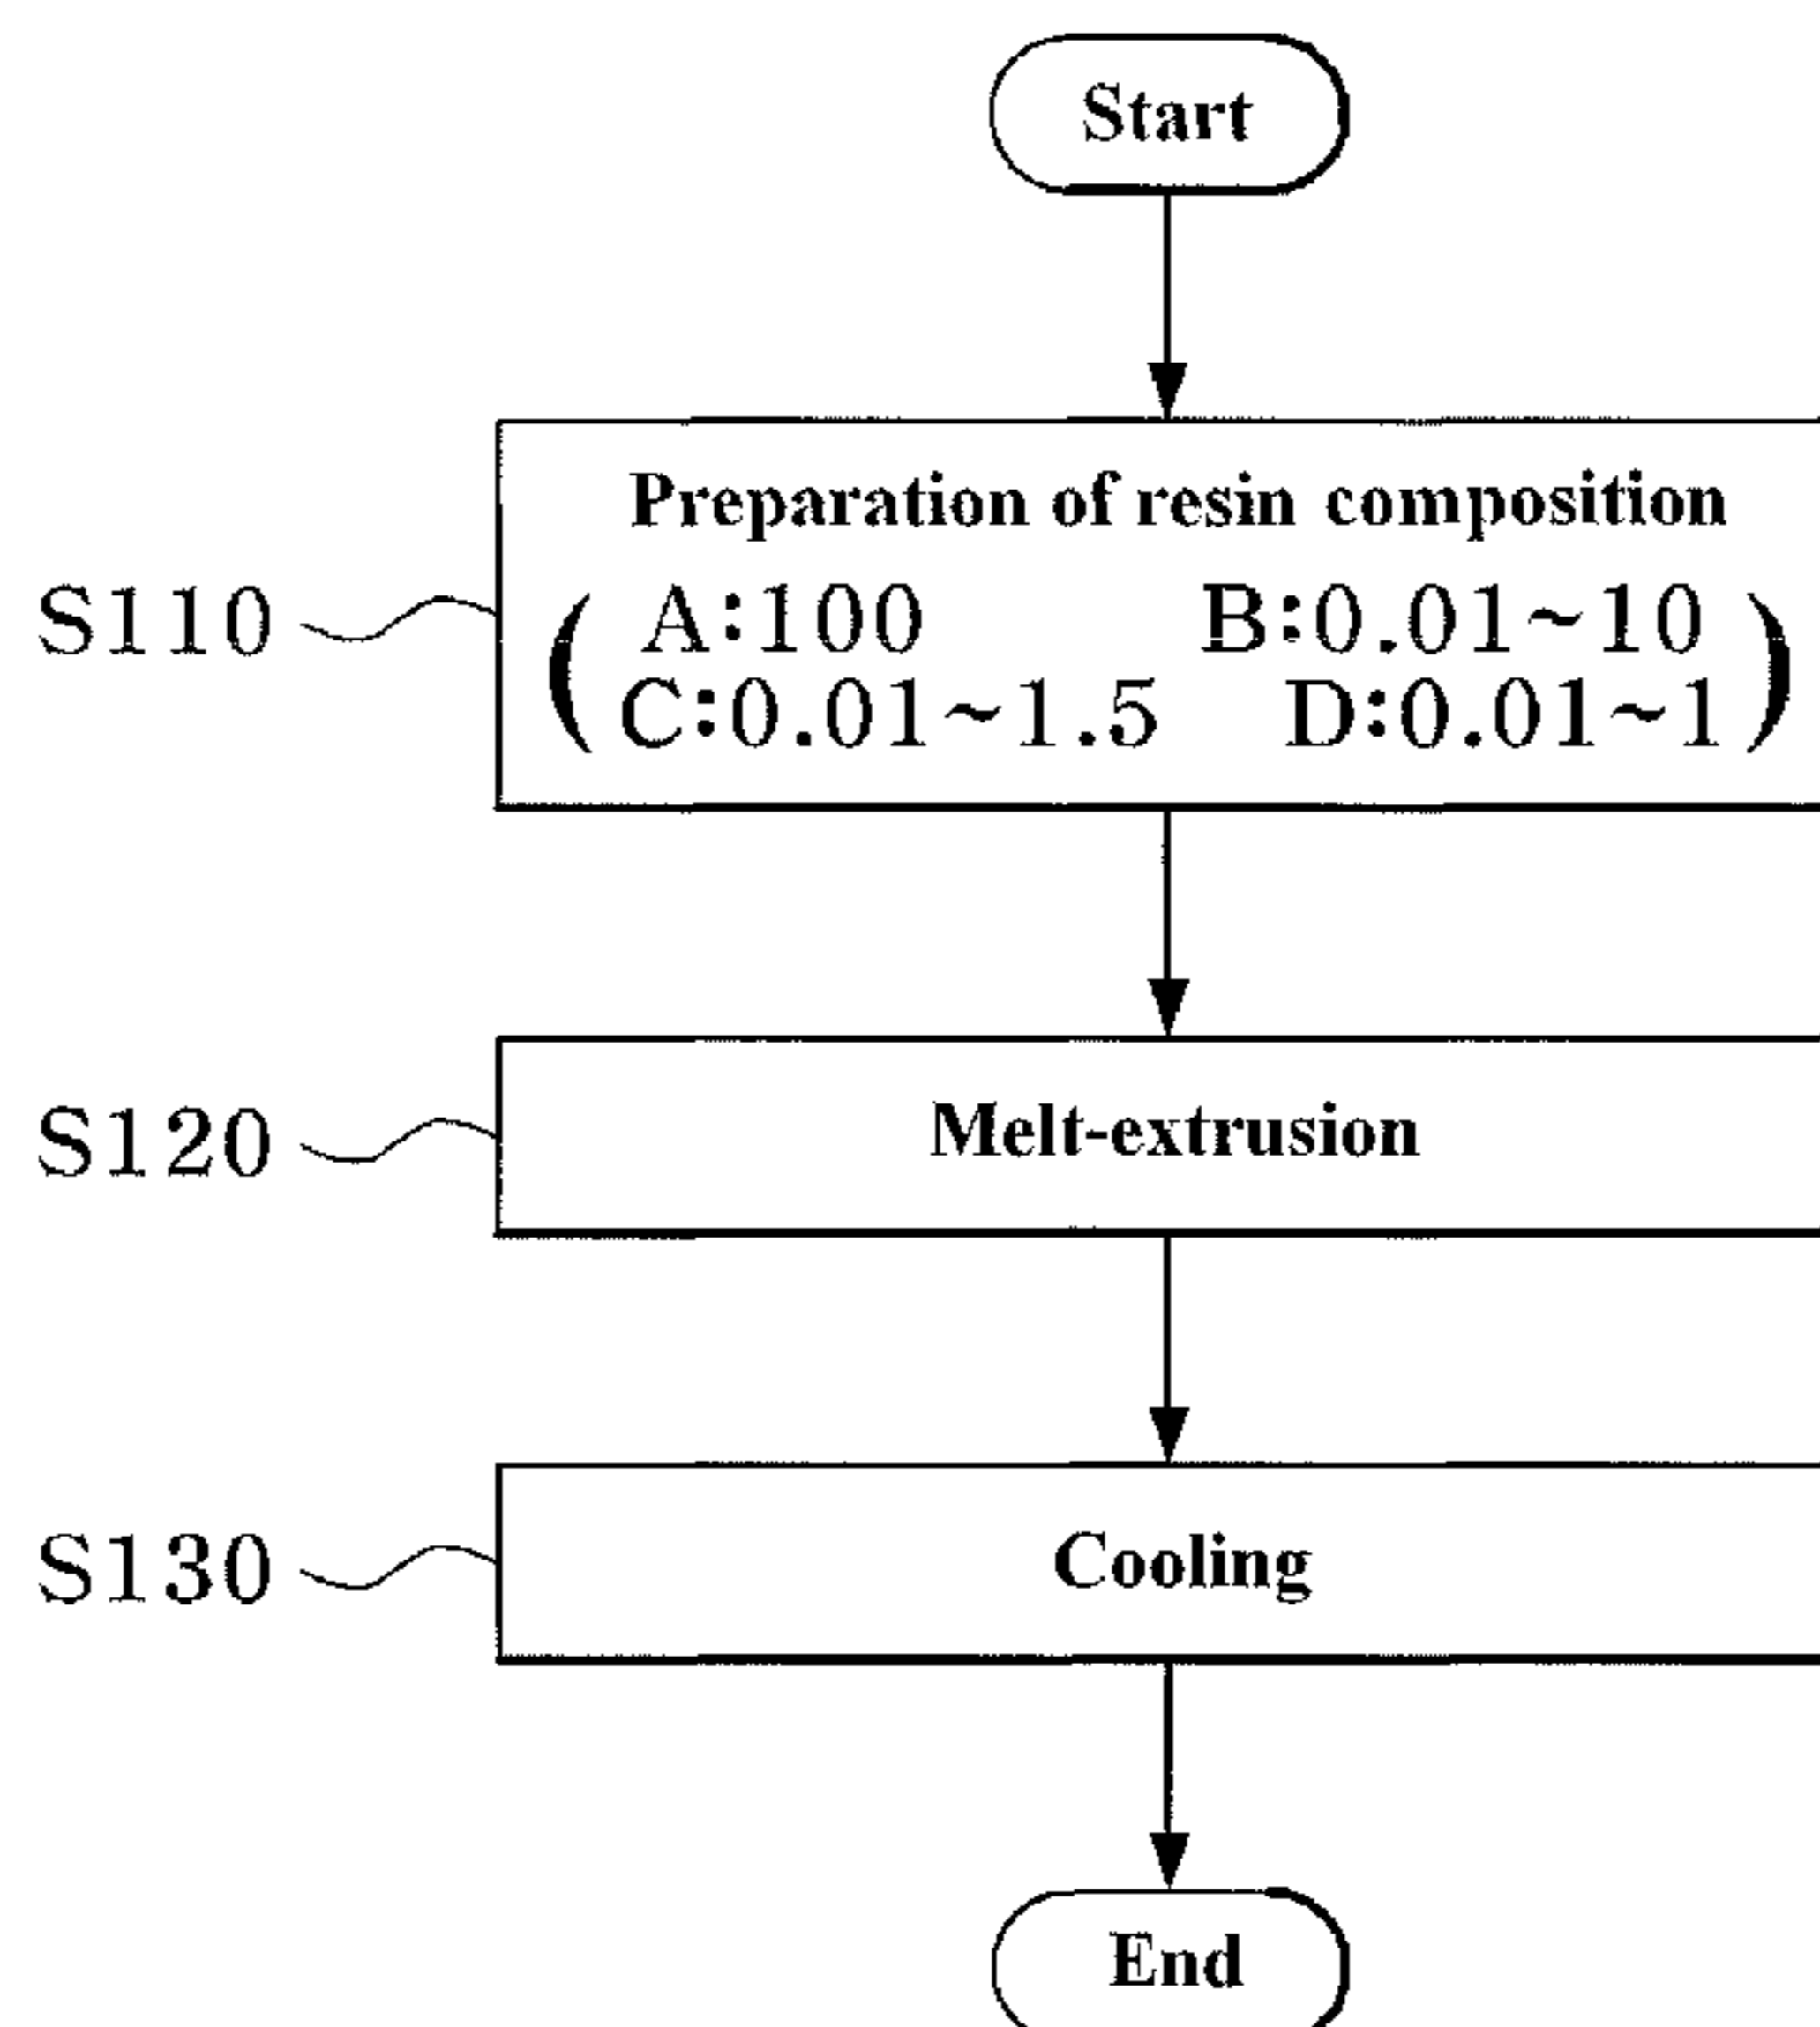 Start
Preparation of resin composition
S110 ( A:100 B:0.01~10
C:0.01~1.5 D:0.01~1 )
S120 Melt-extrusion
S130 Cooling
End